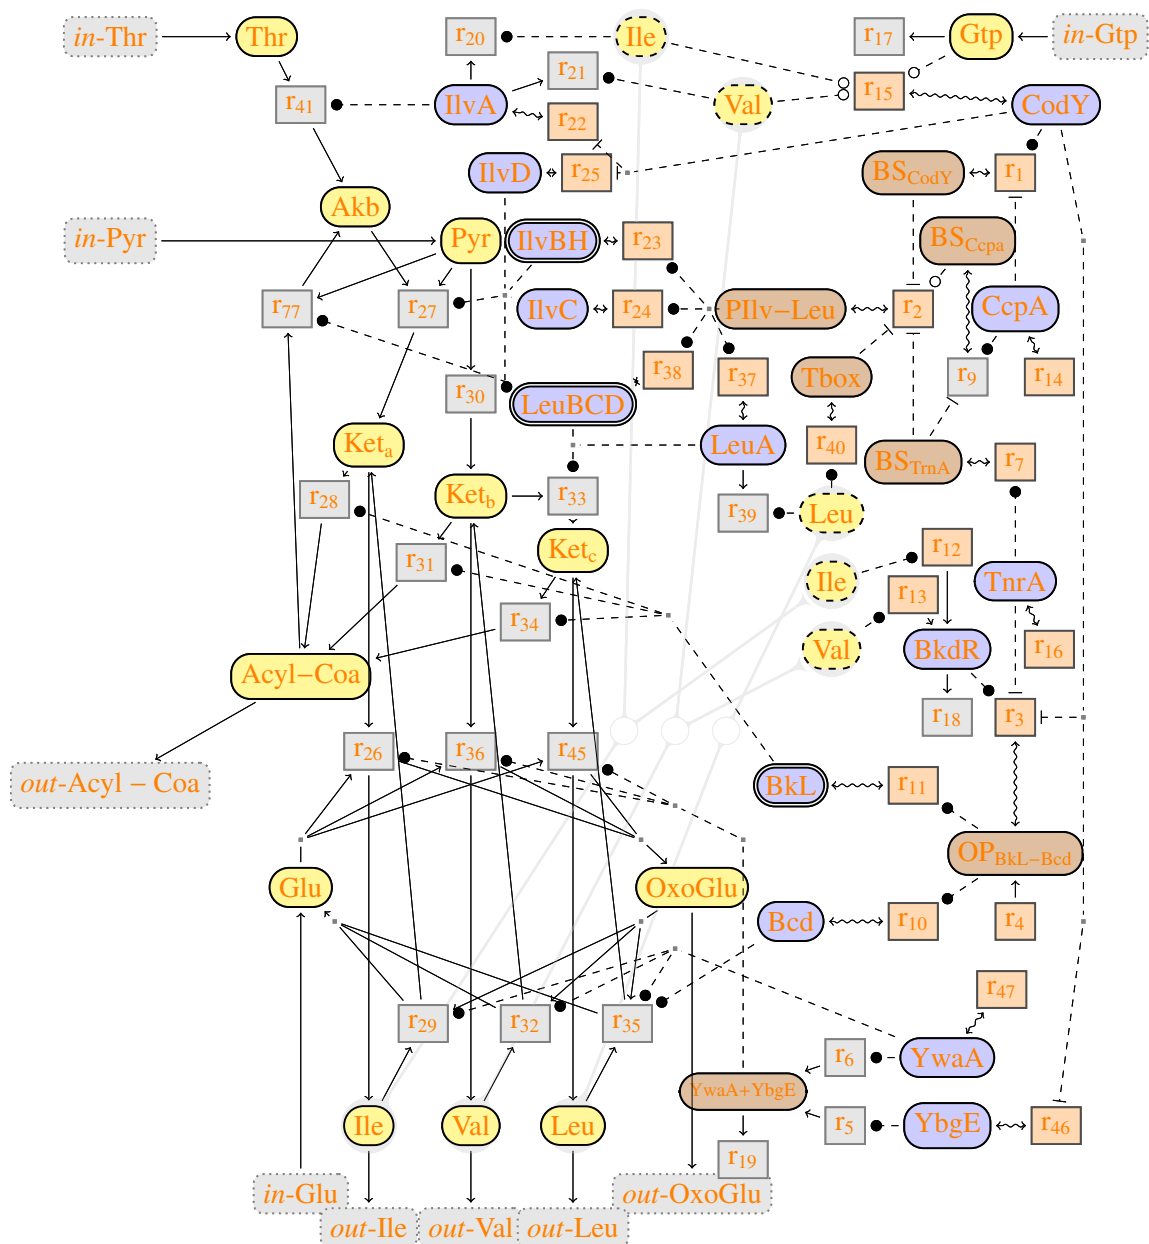 in-Thr Thr r20 Ile r17 Gtp in-Gtp
r21
r41 IlvA Val r15 CodY
r22
IlvD r25 BSCodY r1
Akb
in-Pyr Pyr IlvBH r23 BSCcpa
r77 r27 IlvC r24 PIlv−Leu r2 CcpA
r30 r38 r37 Tbox r9 r14
LeuBCD
Keta LeuA r40 BSTrnA r7
r28 Ketb r33 r39 Leu
r31 Ketc r12
Ile r13 TnrA
r34
Acyl−Coa Val BkdR r16
r18 r3
r26 r36 r45
out-Acyl − Coa BkL r11
OPBkL−Bcd
Glu OxoGlu
Bcd r10 r4
r47
r29 r32 r35
r6 YwaA
YwaA+YbgE
Ile Val Leu r5 YbgE r46
r19
in-Glu out-OxoGlu
out-Ile out-Val out-Leu